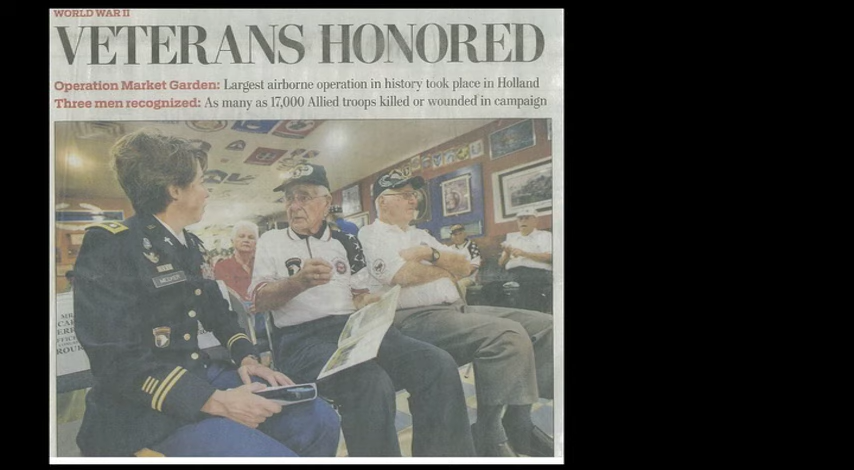 WORLD WAR II
VETERANS HONORED
Operation Market Garden: Largest airborne operation in history took place in Holland
Three men recognized: As many as 17,000 Allied troops killed or wounded in campaign